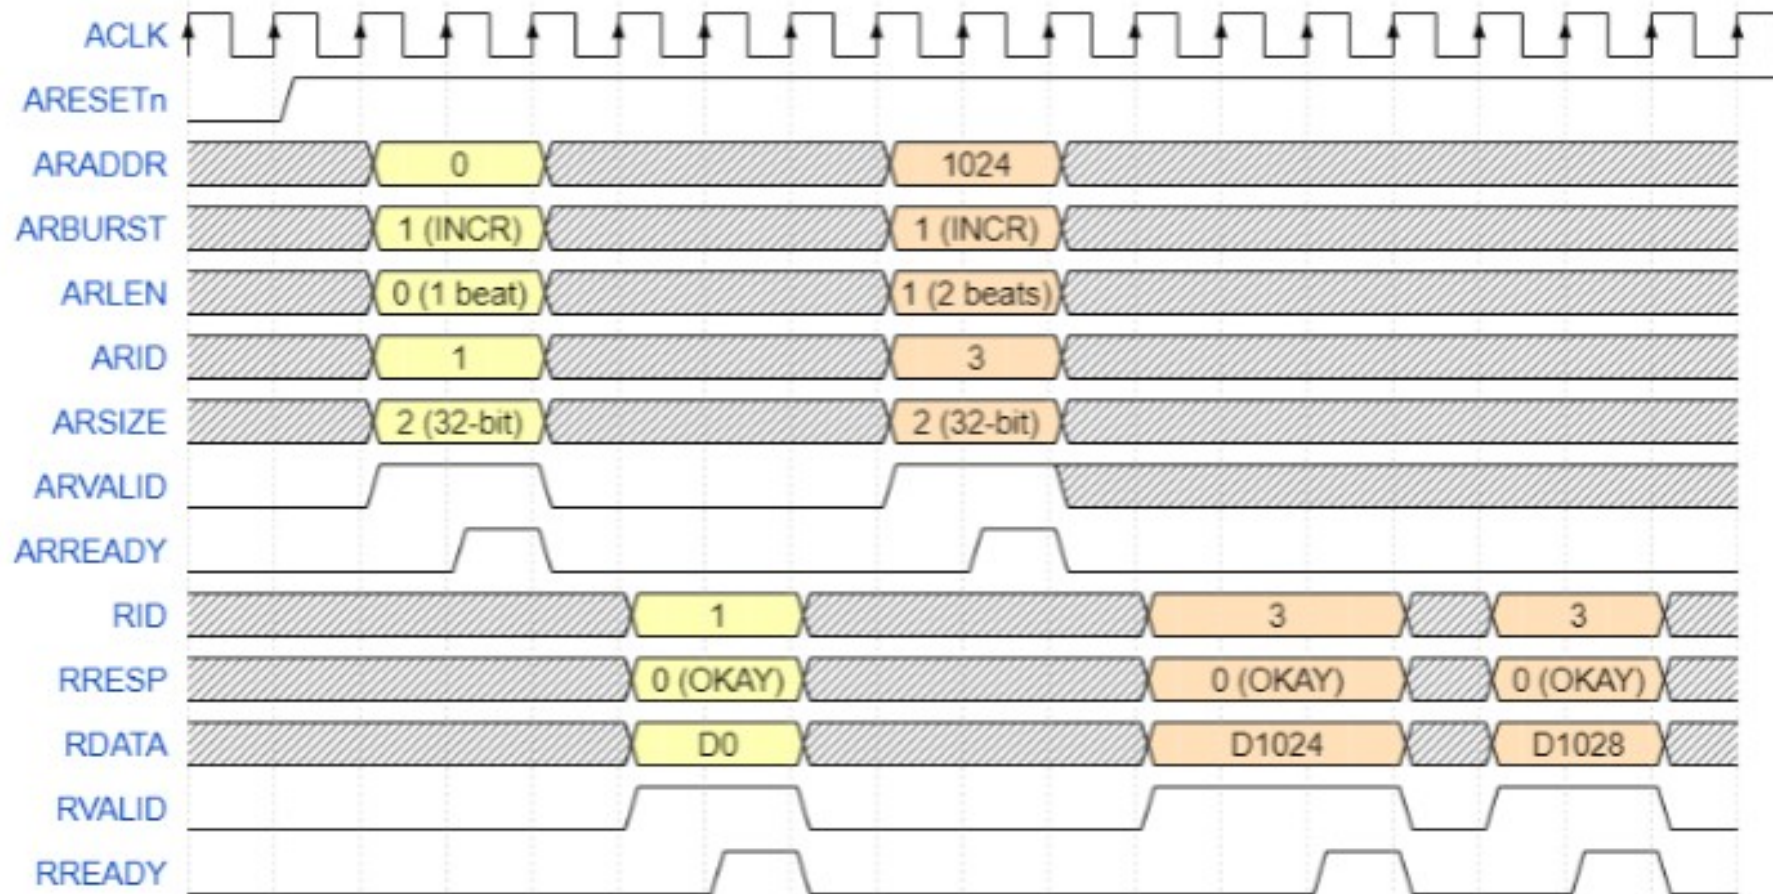 ACLK
ARESETn
ARADDR 0 1024
ARBURST 1 (INCR) 1 (INCR)
ARLEN 0 (1 beat) 1 (2 beats)
ARID 1 3
ARSIZE 2 (32-bit) 2 (32-bit)
ARVALID
ARREADY
RID 1 3 3
RRESP 0 (OKAY) 0 (OKAY) 0 (OKAY)
RDATA D0 D1024 D1028
RVALID
RREADY